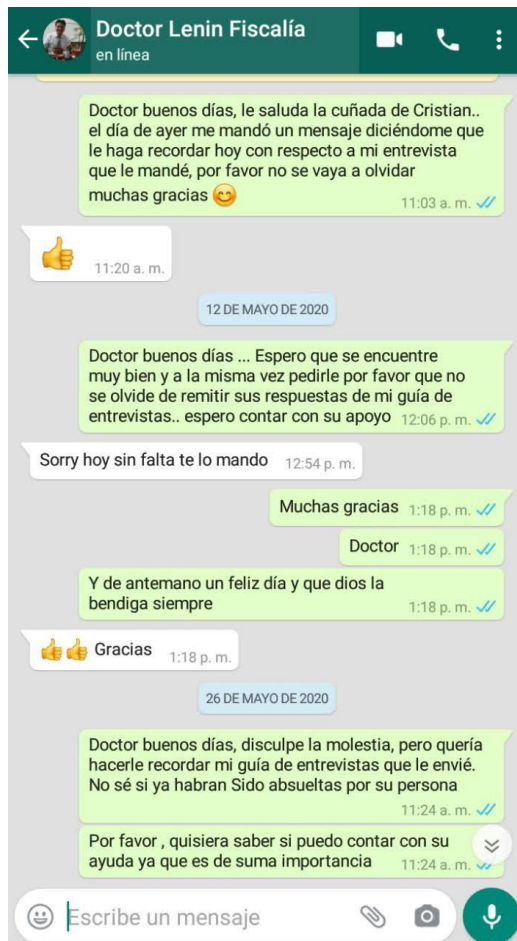 Doctor Lenin Fiscalía
en línea
Doctor buenos días, le saluda la cuñada de Cristian..
el día de ayer me mandó un mensaje diciéndome que
le haga recordar hoy con respecto a mi entrevista
que le mandé, por favor no se vaya a olvidar
muchas gracias 😊
11:03 a. m.
👍 11:20 a. m.
12 DE MAYO DE 2020
Doctor buenos días ... Espero que se encuentre
muy bien y a la misma vez pedirle por favor que no
se olvide de remitir sus respuestas de mi guía de
entrevistas.. espero contar con su apoyo 12:06 p. m.
Sorry hoy sin falta te lo mando 12:54 p. m.
Muchas gracias 1:18 p. m.
Doctor 1:18 p. m.
Y de antemano un feliz día y que dios la
bendiga siempre 1:18 p. m.
👍👍 Gracias 1:18 p. m.
26 DE MAYO DE 2020
Doctor buenos días, disculpe la molestia, pero quería
hacerle recordar mi guía de entrevistas que le envié.
No sé si ya habran Sido absueltas por su persona
11:24 a. m.
Por favor , quisiera saber si puedo contar con su
ayuda ya que es de suma importancia 11:24 a. m.
Escribe un mensaje